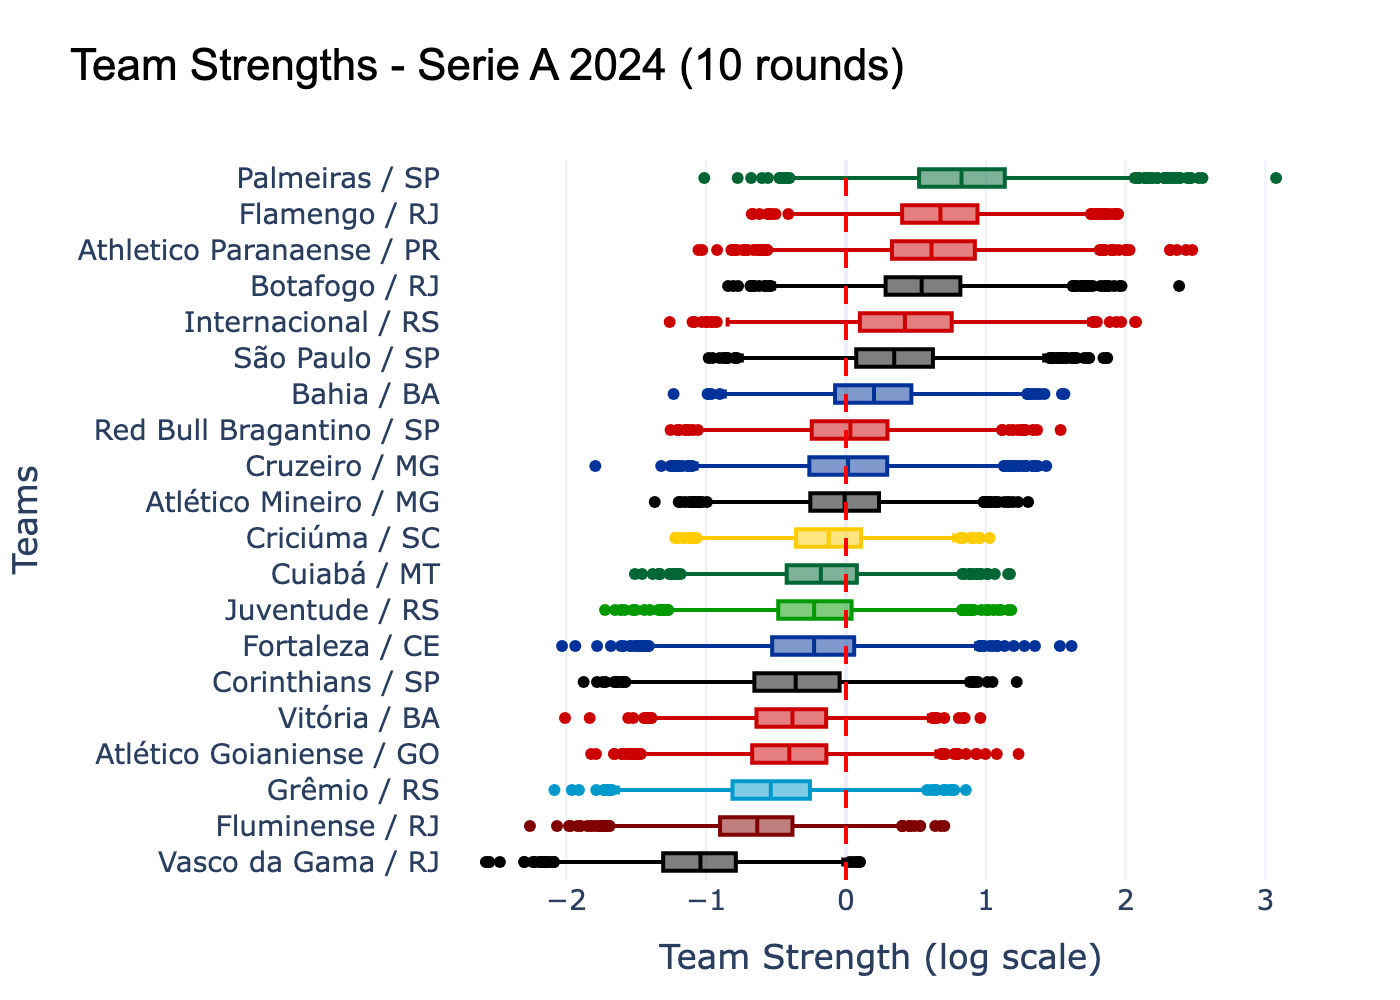 Team Strengths - Serie A 2024 (10 rounds)
Teams
Palmeiras / SP
Flamengo / RJ
Athletico Paranaense / PR
Botafogo / RJ
Internacional / RS
São Paulo / SP
Bahia / BA
Red Bull Bragantino / SP
Cruzeiro / MG
Atlético Mineiro / MG
Criciúma / SC
Cuiabá / MT
Juventude / RS
Fortaleza / CE
Corinthians / SP
Vitória / BA
Atlético Goianiense / GO
Grêmio / RS
Fluminense / RJ
Vasco da Gama / RJ
−2 −1 0 1 2 3
Team Strength (log scale)